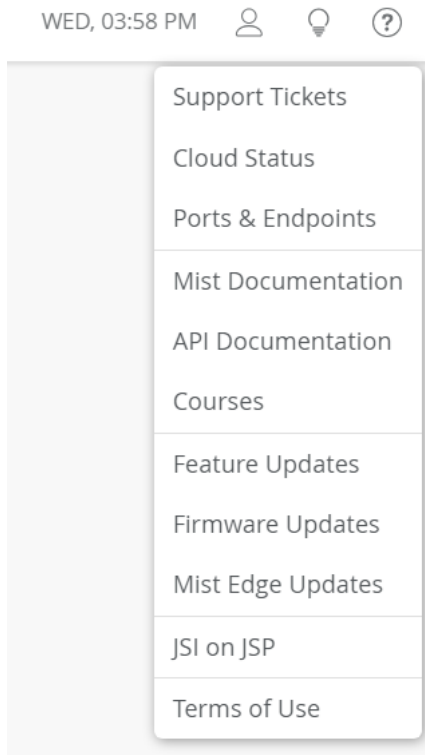 WED, 03:58 PM
Support Tickets
Cloud Status
Ports & Endpoints
Mist Documentation
API Documentation
Courses
Feature Updates
Firmware Updates
Mist Edge Updates
JSI on JSP
Terms of Use